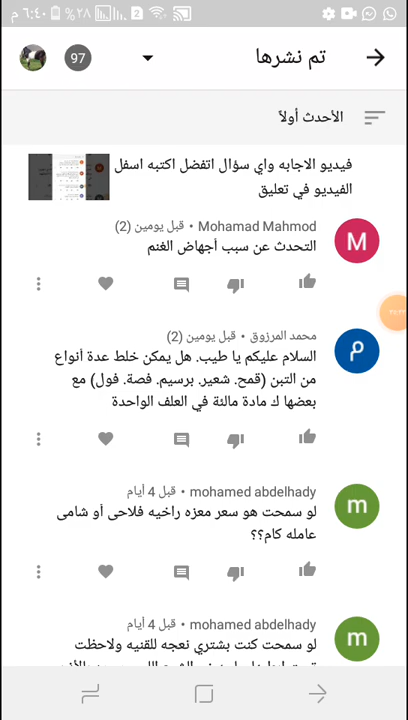 ٦:٤٠ م ٢٨% 2
تم نشرها 97
الأحدث أولاً
فيديو الاجابه واي سؤال اتفضل اكتبه اسفل
الفيديو في تعليق
Mohamad Mahmod • قبل يومين (2)
التحدث عن سبب أجهاض الغنم
M
محمد المرزوق • قبل يومين (2)
السلام عليكم يا طيب. هل يمكن خلط عدة أنواع
من التبن (قمح. شعير. برسيم. فصة. فول) مع
بعضها ك مادة مالئة في العلف الواحدة
م
mohamed abdelhady • قبل 4 أيام
لو سمحت هو سعر معزه راخيه فلاحى آو شامى
عامله كام؟؟
m
mohamed abdelhady • قبل 4 أيام
لو سمحت كنت بشتري نعجه للقنيه ولاحظت
m